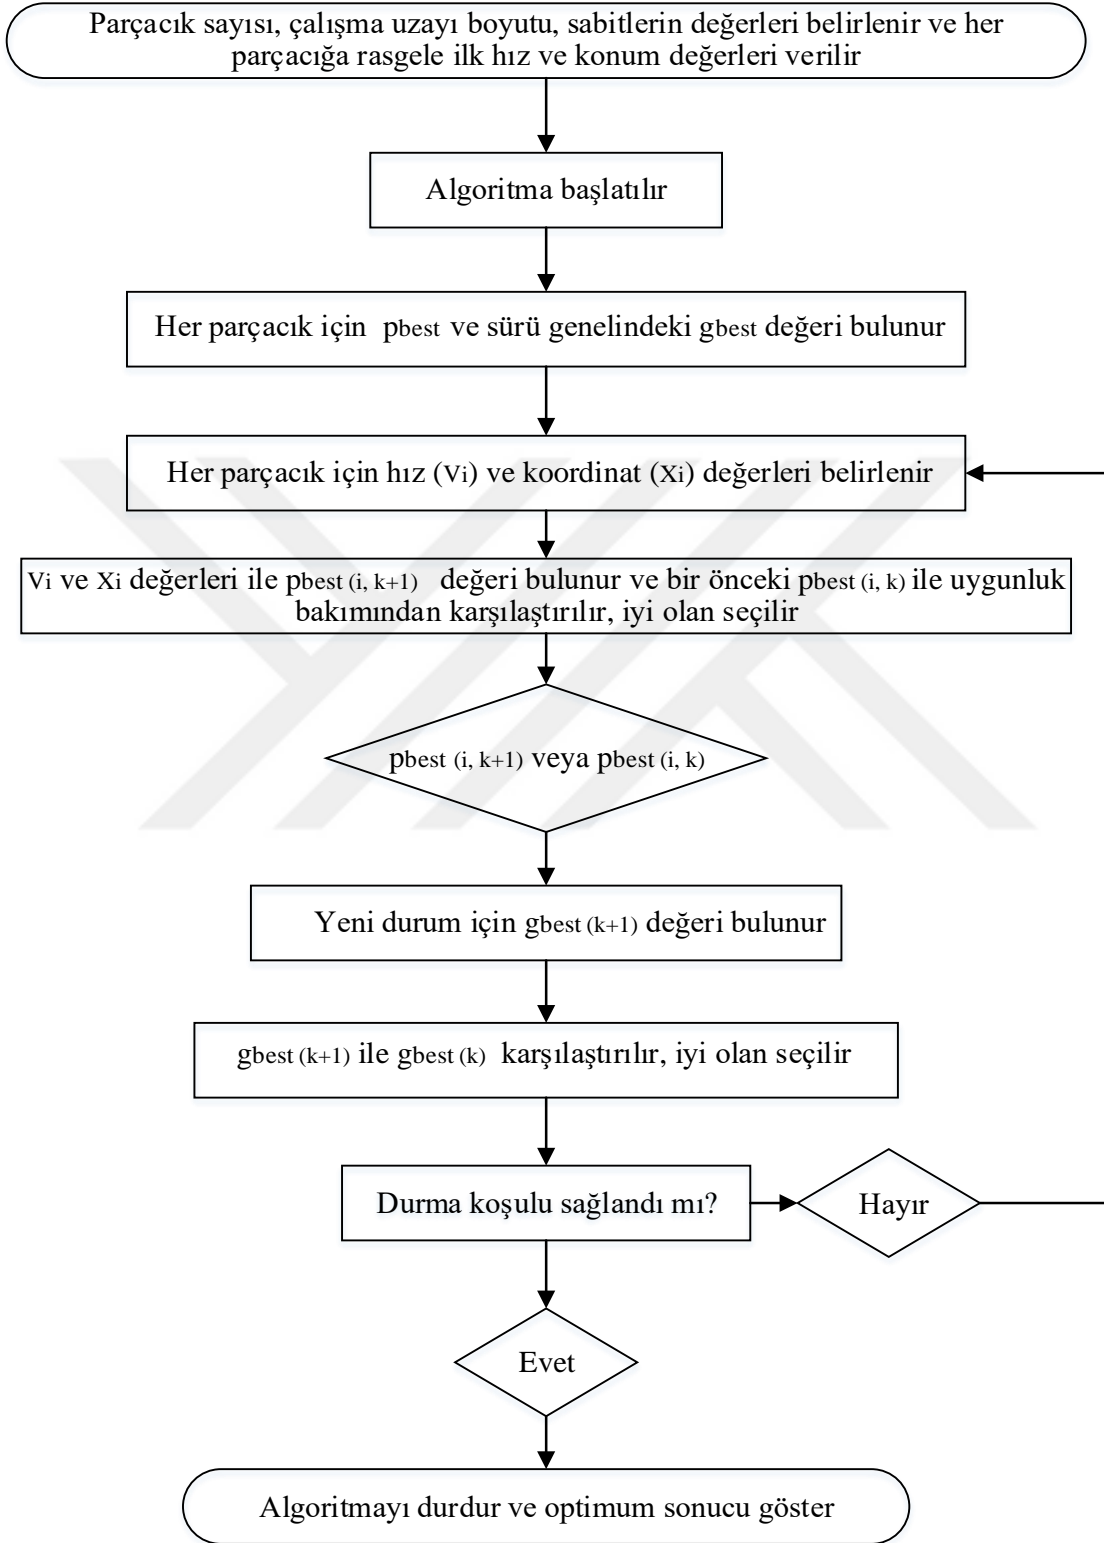 Parçacık sayısı, çalışma uzayı boyutu, sabitlerin değerleri belirlenir ve her
parçacığa rasgele ilk hız ve konum değerleri verilir
Algoritma başlatılır
Her parçacık için pbest ve sürü genelindeki gbest değeri bulunur
Her parçacık için hız (Vi) ve koordinat (Xi) değerleri belirlenir
Vi ve Xi değerleri ile pbest (i, k+1) değeri bulunur ve bir önceki pbest (i, k) ile uygunluk
bakımından karşılaştırılır, iyi olan seçilir
pbest (i, k+1) veya pbest (i, k)
Yeni durum için gbest (k+1) değeri bulunur
gbest (k+1) ile gbest (k) karşılaştırılır, iyi olan seçilir
Durma koşulu sağlandı mı?
Hayır
Evet
Algoritmayı durdur ve optimum sonucu göster